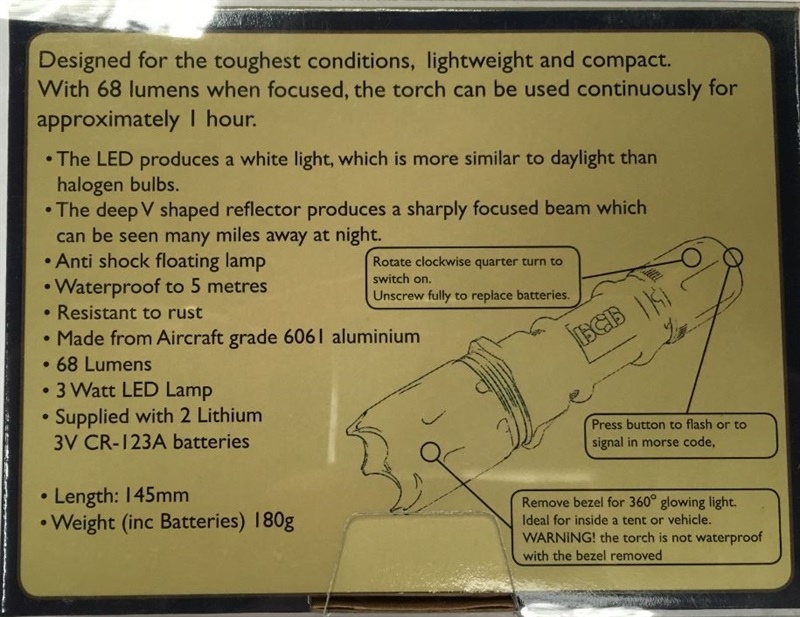 Designed for the toughest conditions, lightweight and compact.
With 68 lumens when focused, the torch can be used continuously for
approximately 1 hour.
• The LED produces a white light, which is more similar to daylight than
halogen bulbs.
• The deep V shaped reflector produces a sharply focused beam which
can be seen many miles away at night.
• Anti shock floating lamp
• Waterproof to 5 metres
• Resistant to rust
• Made from Aircraft grade 6061 aluminium
• 68 Lumens
• 3 Watt LED Lamp
• Supplied with 2 Lithium
3V CR-123A batteries
• Length: 145mm
• Weight (inc Batteries) 180g
Rotate clockwise quarter turn to
switch on.
Unscrew fully to replace batteries.
BCB
Press button to flash or to
signal in morse code,
Remove bezel for 360° glowing light.
Ideal for inside a tent or vehicle.
WARNING! the torch is not waterproof
with the bezel removed